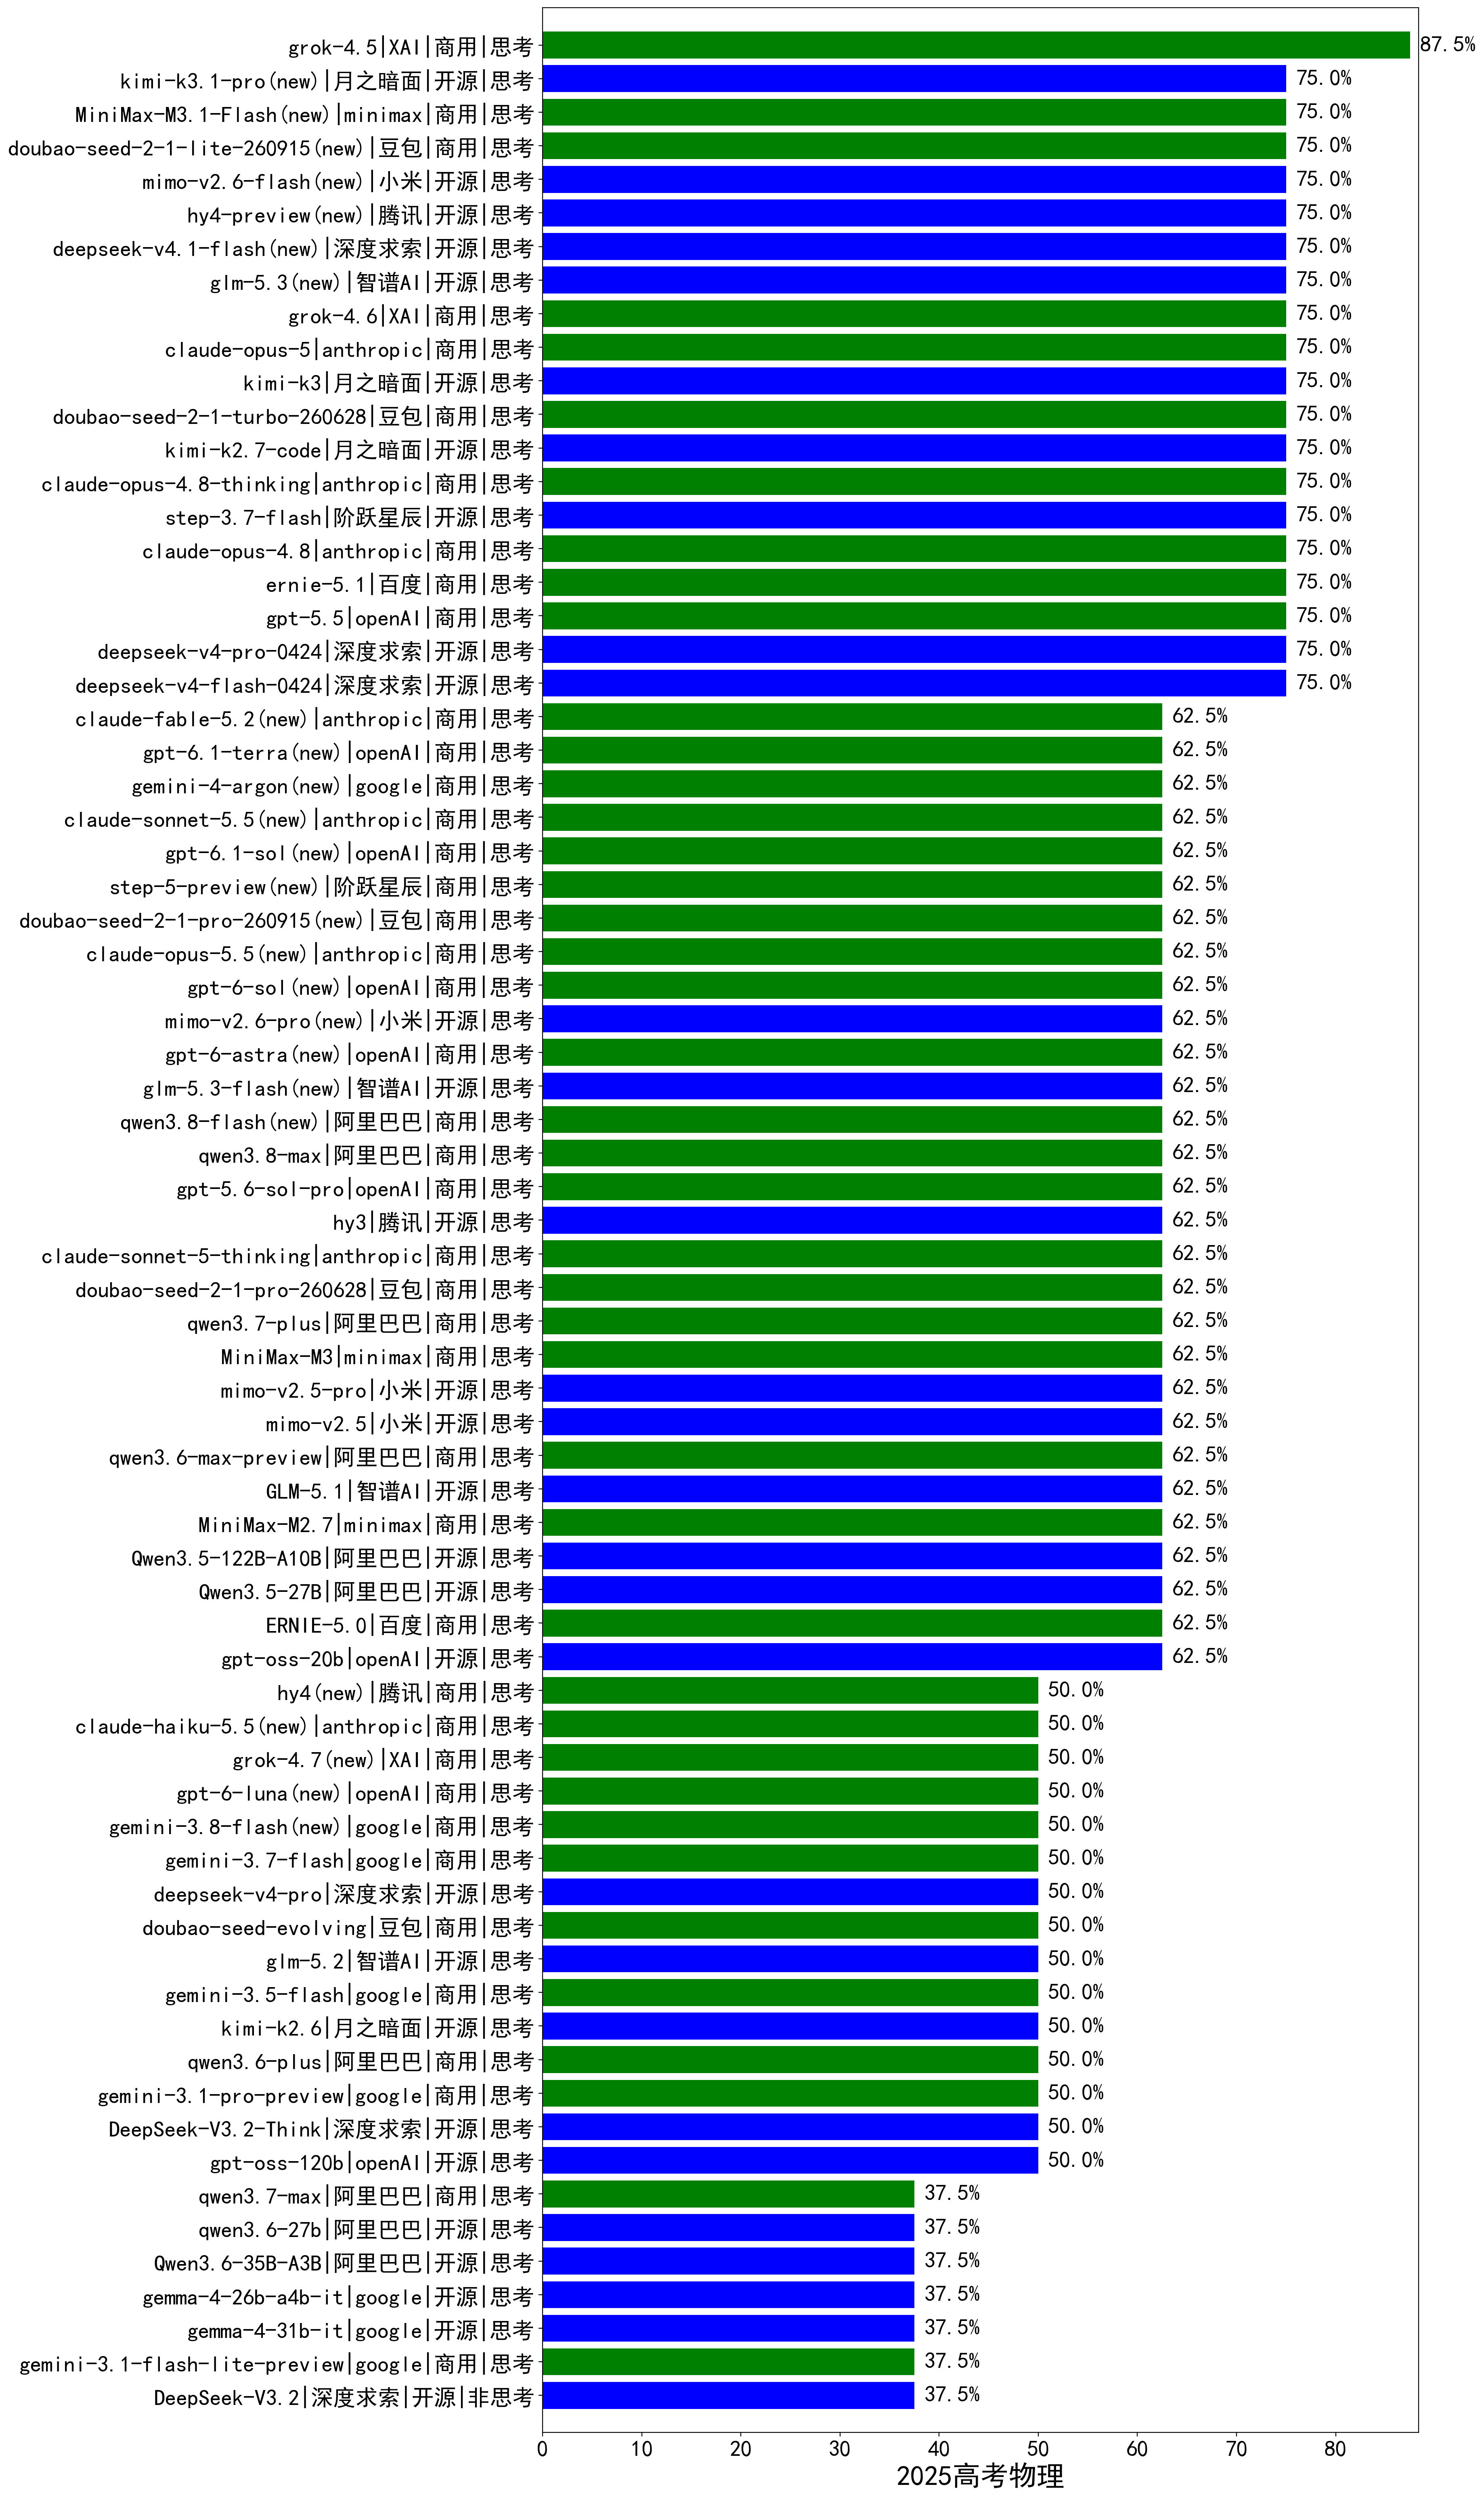 grok-4.5|XAI|商用|思考 87.5%
kimi-k3.1-pro(new)|月之暗面|开源|思考 75.0%
MiniMax-M3.1-Flash(new)|minimax|商用|思考 75.0%
doubao-seed-2-1-lite-260915(new)|豆包|商用|思考 75.0%
mimo-v2.6-flash(new)|小米|开源|思考 75.0%
hy4-preview(new)|腾讯|开源|思考 75.0%
deepseek-v4.1-flash(new)|深度求索|开源|思考 75.0%
glm-5.3(new)|智谱AI|开源|思考 75.0%
grok-4.6|XAI|商用|思考 75.0%
claude-opus-5|anthropic|商用|思考 75.0%
kimi-k3|月之暗面|开源|思考 75.0%
doubao-seed-2-1-turbo-260628|豆包|商用|思考 75.0%
kimi-k2.7-code|月之暗面|开源|思考 75.0%
claude-opus-4.8-thinking|anthropic|商用|思考 75.0%
step-3.7-flash|阶跃星辰|开源|思考 75.0%
claude-opus-4.8|anthropic|商用|思考 75.0%
ernie-5.1|百度|商用|思考 75.0%
gpt-5.5|openAI|商用|思考 75.0%
deepseek-v4-pro-0424|深度求索|开源|思考 75.0%
deepseek-v4-flash-0424|深度求索|开源|思考 75.0%
claude-fable-5.2(new)|anthropic|商用|思考 62.5%
gpt-6.1-terra(new)|openAI|商用|思考 62.5%
gemini-4-argon(new)|google|商用|思考 62.5%
claude-sonnet-5.5(new)|anthropic|商用|思考 62.5%
gpt-6.1-sol(new)|openAI|商用|思考 62.5%
step-5-preview(new)|阶跃星辰|商用|思考 62.5%
doubao-seed-2-1-pro-260915(new)|豆包|商用|思考 62.5%
claude-opus-5.5(new)|anthropic|商用|思考 62.5%
gpt-6-sol(new)|openAI|商用|思考 62.5%
mimo-v2.6-pro(new)|小米|开源|思考 62.5%
gpt-6-astra(new)|openAI|商用|思考 62.5%
glm-5.3-flash(new)|智谱AI|开源|思考 62.5%
qwen3.8-flash(new)|阿里巴巴|商用|思考 62.5%
qwen3.8-max|阿里巴巴|商用|思考 62.5%
gpt-5.6-sol-pro|openAI|商用|思考 62.5%
hy3|腾讯|开源|思考 62.5%
claude-sonnet-5-thinking|anthropic|商用|思考 62.5%
doubao-seed-2-1-pro-260628|豆包|商用|思考 62.5%
qwen3.7-plus|阿里巴巴|商用|思考 62.5%
MiniMax-M3|minimax|商用|思考 62.5%
mimo-v2.5-pro|小米|开源|思考 62.5%
mimo-v2.5|小米|开源|思考 62.5%
qwen3.6-max-preview|阿里巴巴|商用|思考 62.5%
GLM-5.1|智谱AI|开源|思考 62.5%
MiniMax-M2.7|minimax|商用|思考 62.5%
Qwen3.5-122B-A10B|阿里巴巴|开源|思考 62.5%
Qwen3.5-27B|阿里巴巴|开源|思考 62.5%
ERNIE-5.0|百度|商用|思考 62.5%
gpt-oss-20b|openAI|开源|思考 62.5%
hy4(new)|腾讯|商用|思考 50.0%
claude-haiku-5.5(new)|anthropic|商用|思考 50.0%
grok-4.7(new)|XAI|商用|思考 50.0%
gpt-6-luna(new)|openAI|商用|思考 50.0%
gemini-3.8-flash(new)|google|商用|思考 50.0%
gemini-3.7-flash|google|商用|思考 50.0%
deepseek-v4-pro|深度求索|开源|思考 50.0%
doubao-seed-evolving|豆包|商用|思考 50.0%
glm-5.2|智谱AI|开源|思考 50.0%
gemini-3.5-flash|google|商用|思考 50.0%
kimi-k2.6|月之暗面|开源|思考 50.0%
qwen3.6-plus|阿里巴巴|商用|思考 50.0%
gemini-3.1-pro-preview|google|商用|思考 50.0%
DeepSeek-V3.2-Think|深度求索|开源|思考 50.0%
gpt-oss-120b|openAI|开源|思考 50.0%
qwen3.7-max|阿里巴巴|商用|思考 37.5%
qwen3.6-27b|阿里巴巴|开源|思考 37.5%
Qwen3.6-35B-A3B|阿里巴巴|开源|思考 37.5%
gemma-4-26b-a4b-it|google|开源|思考 37.5%
gemma-4-31b-it|google|开源|思考 37.5%
gemini-3.1-flash-lite-preview|google|商用|思考 37.5%
DeepSeek-V3.2|深度求索|开源|非思考 37.5%
0 10 20 30 40 50 60 70 80
2025高考物理